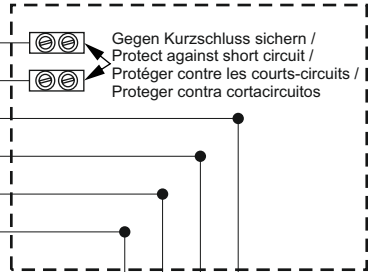 Gegen Kurzschluss sichern /
Protect against short circuit /
Protéger contre les courts-circuits /
Proteger contra cortacircuitos